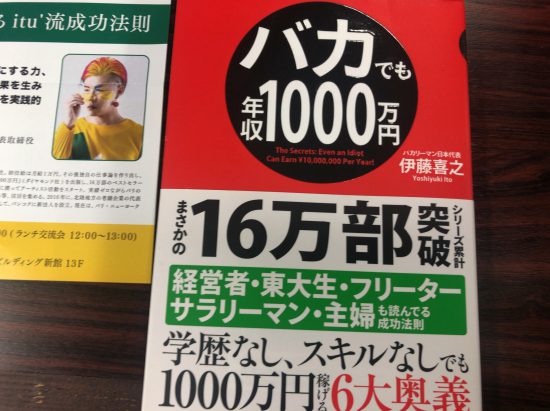 る itu'流成功法則
にする力、
果を生み
を実践的
表取締役
00 (ランチ交流会 12:00~13:00)
ビルディング新館 13F
バカでも
年収1000万円
The Secrets: Even an Idiot
Can Earn ¥10,000,000 Per Year!
バカリーマン日本代表
伊藤喜之
Yoshiyuki Ito
シリーズ累計
まさかの16万部突破
経営者・東大生・フリーター
サラリーマン・主婦も読んでる成功法則
学歴なし、スキルなしでも
1000万円稼げる6大奥義